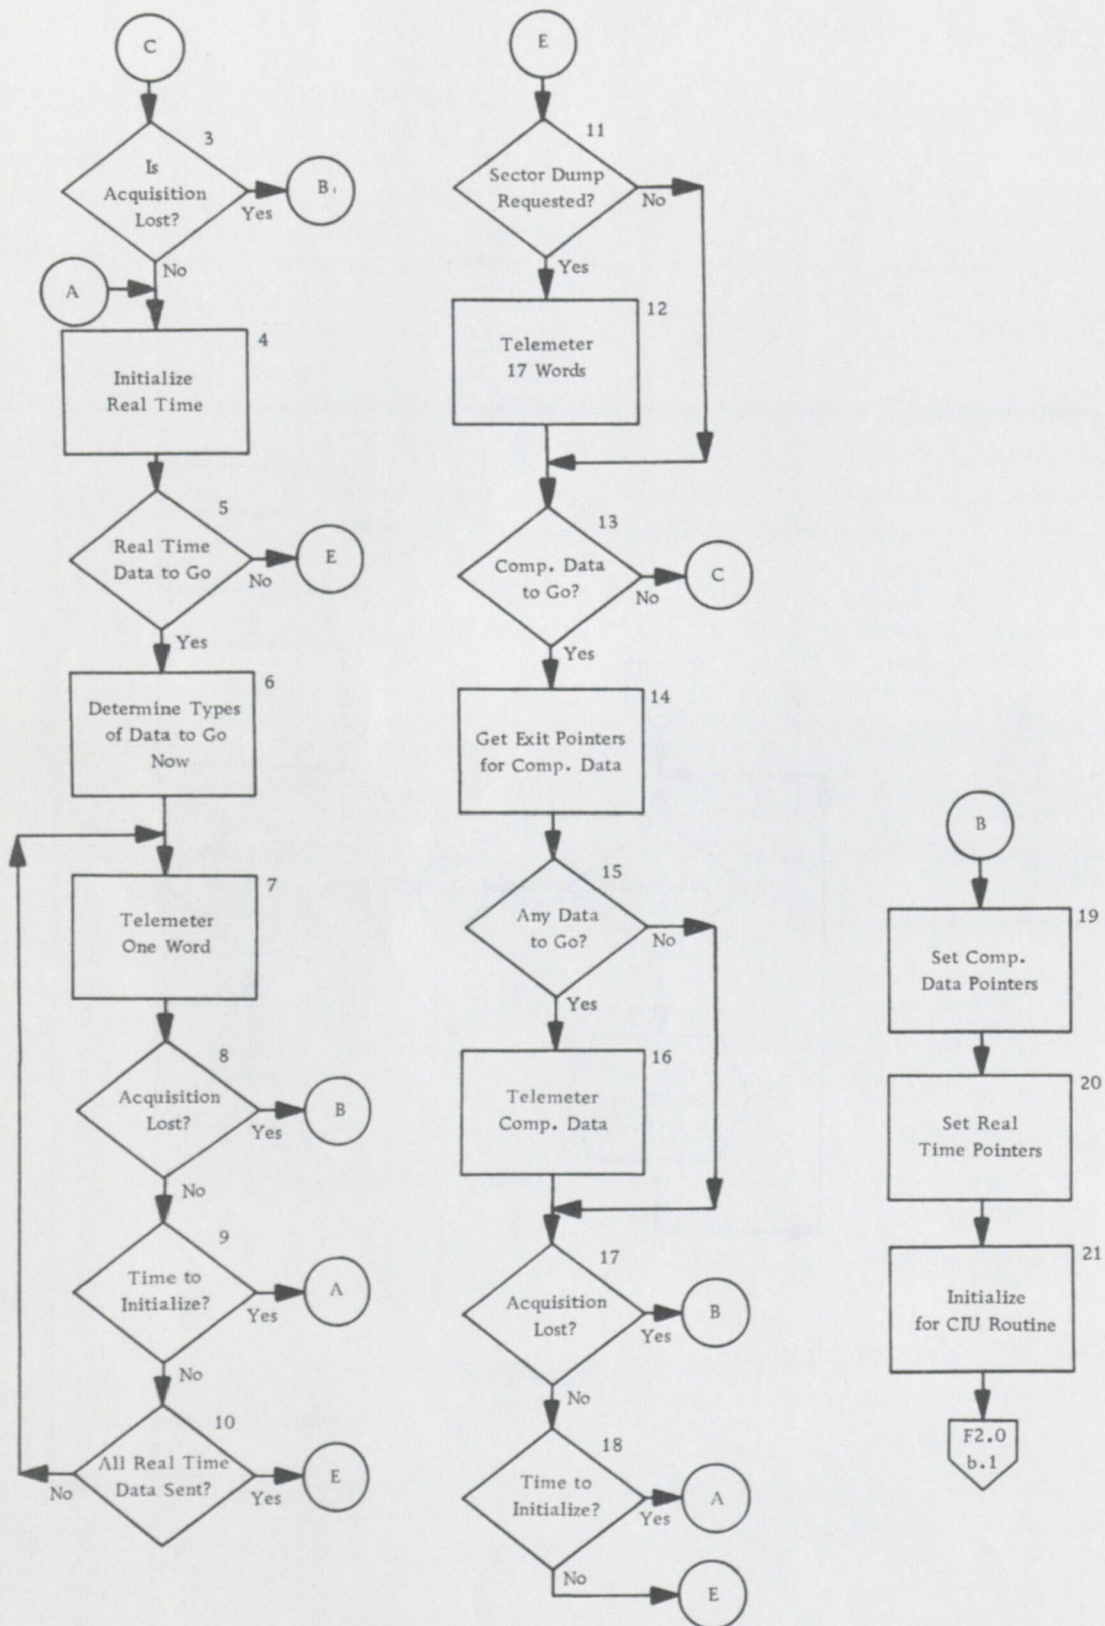 C
3
Is
Acquisition
Lost?
Yes
B
No
A
4
Initialize
Real Time
5
Real Time
Data to Go
No
E
Yes
6
Determine Types
of Data to Go
Now
7
Telemeter
One Word
8
Acquisition
Lost?
Yes
B
No
9
Time to
Initialize?
Yes
A
No
10
All Real Time
Data Sent?
No
Yes
E
E
11
Sector Dump
Requested?
No
Yes
12
Telemeter
17 Words
13
Comp. Data
to Go?
No
C
Yes
14
Get Exit Pointers
for Comp. Data
15
Any Data
to Go?
No
Yes
16
Telemeter
Comp. Data
17
Acquisition
Lost?
Yes
B
No
18
Time to
Initialize?
Yes
A
No
E
B
19
Set Comp.
Data Pointers
20
Set Real
Time Pointers
21
Initialize
for CIU Routine
F2.0
b.1